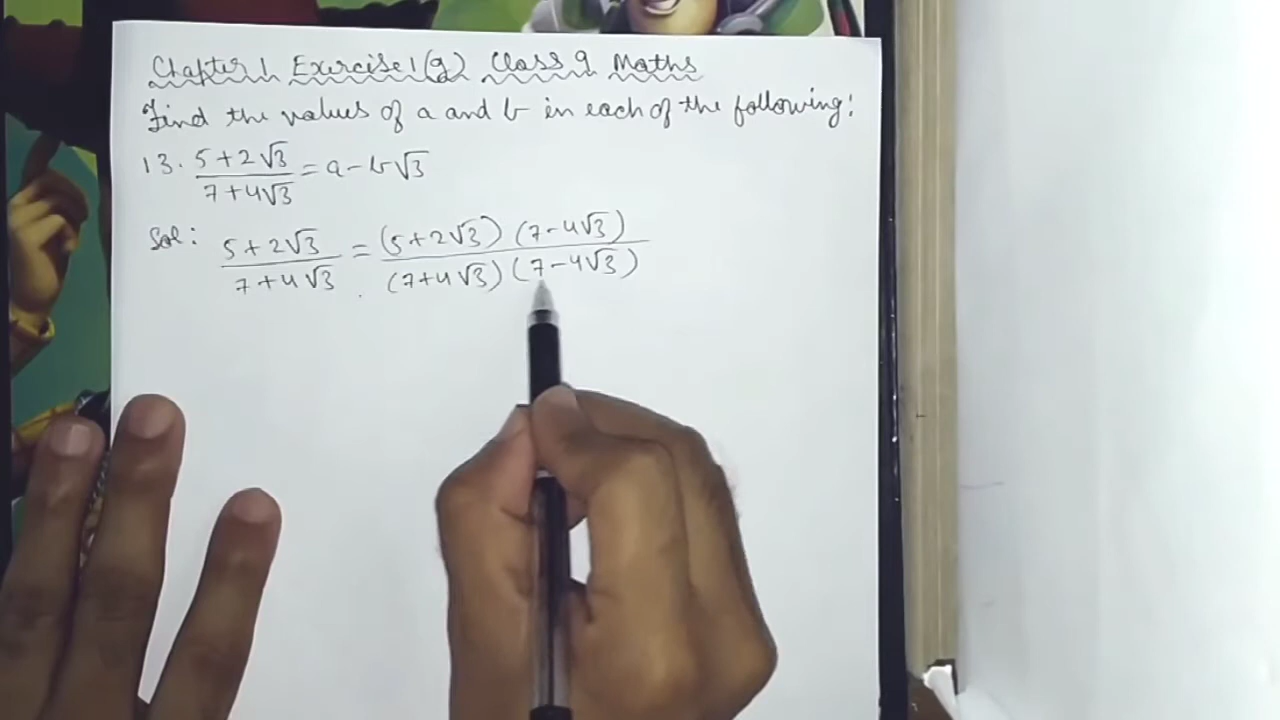 Chapter 1 Exercise 1(g) Class 9 Maths
Find the values of a and b in each of the following:
13. (5+2√3)/(7+4√3) = a-b√3
Sol: (5+2√3)/(7+4√3) = (5+2√3)(7-4√3)/(7+4√3)(7-4√3)